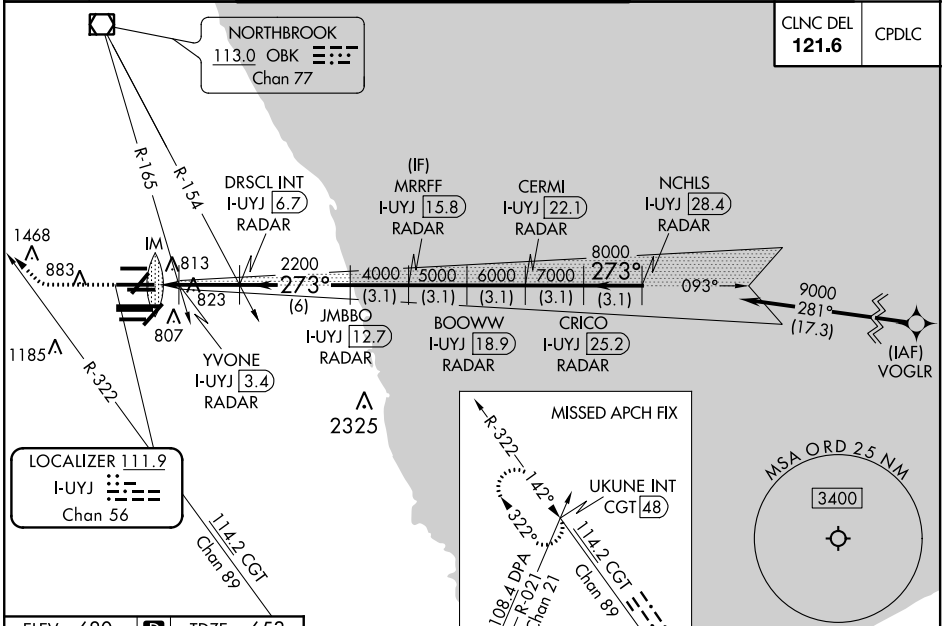 NORTHBROOK
113.0 OBK
Chan 77
CLNC DEL
121.6
CPDLC
R-165
R-154
DRSCL INT
I-UYJ 6.7
RADAR
(IF)
MRRFF
I-UYJ 15.8
RADAR
CERMI
I-UYJ 22.1
RADAR
NCHLS
I-UYJ 28.4
RADAR
1468
883
IM
813
823
807
2200
273°
(6)
4000
(3.1)
5000
(3.1)
6000
(3.1)
7000
(3.1)
8000
273°
(3.1)
093°
9000
281°
(17.3)
(IAF)
VOGLR
JMBBO
I-UYJ 12.7
RADAR
BOOWW
I-UYJ 18.9
RADAR
CRICO
I-UYJ 25.2
RADAR
YVONE
I-UYJ 3.4
RADAR
1185
R-322
2325
LOCALIZER 111.9
I-UYJ
Chan 56
114.2 CGT
Chan 89
MISSED APCH FIX
R-322
142°
322°
UKUNE INT
CGT 48
114.2 CGT
Chan 89
108.4 DPA
R-021
Chan 21
MSA ORD 25 NM
3400